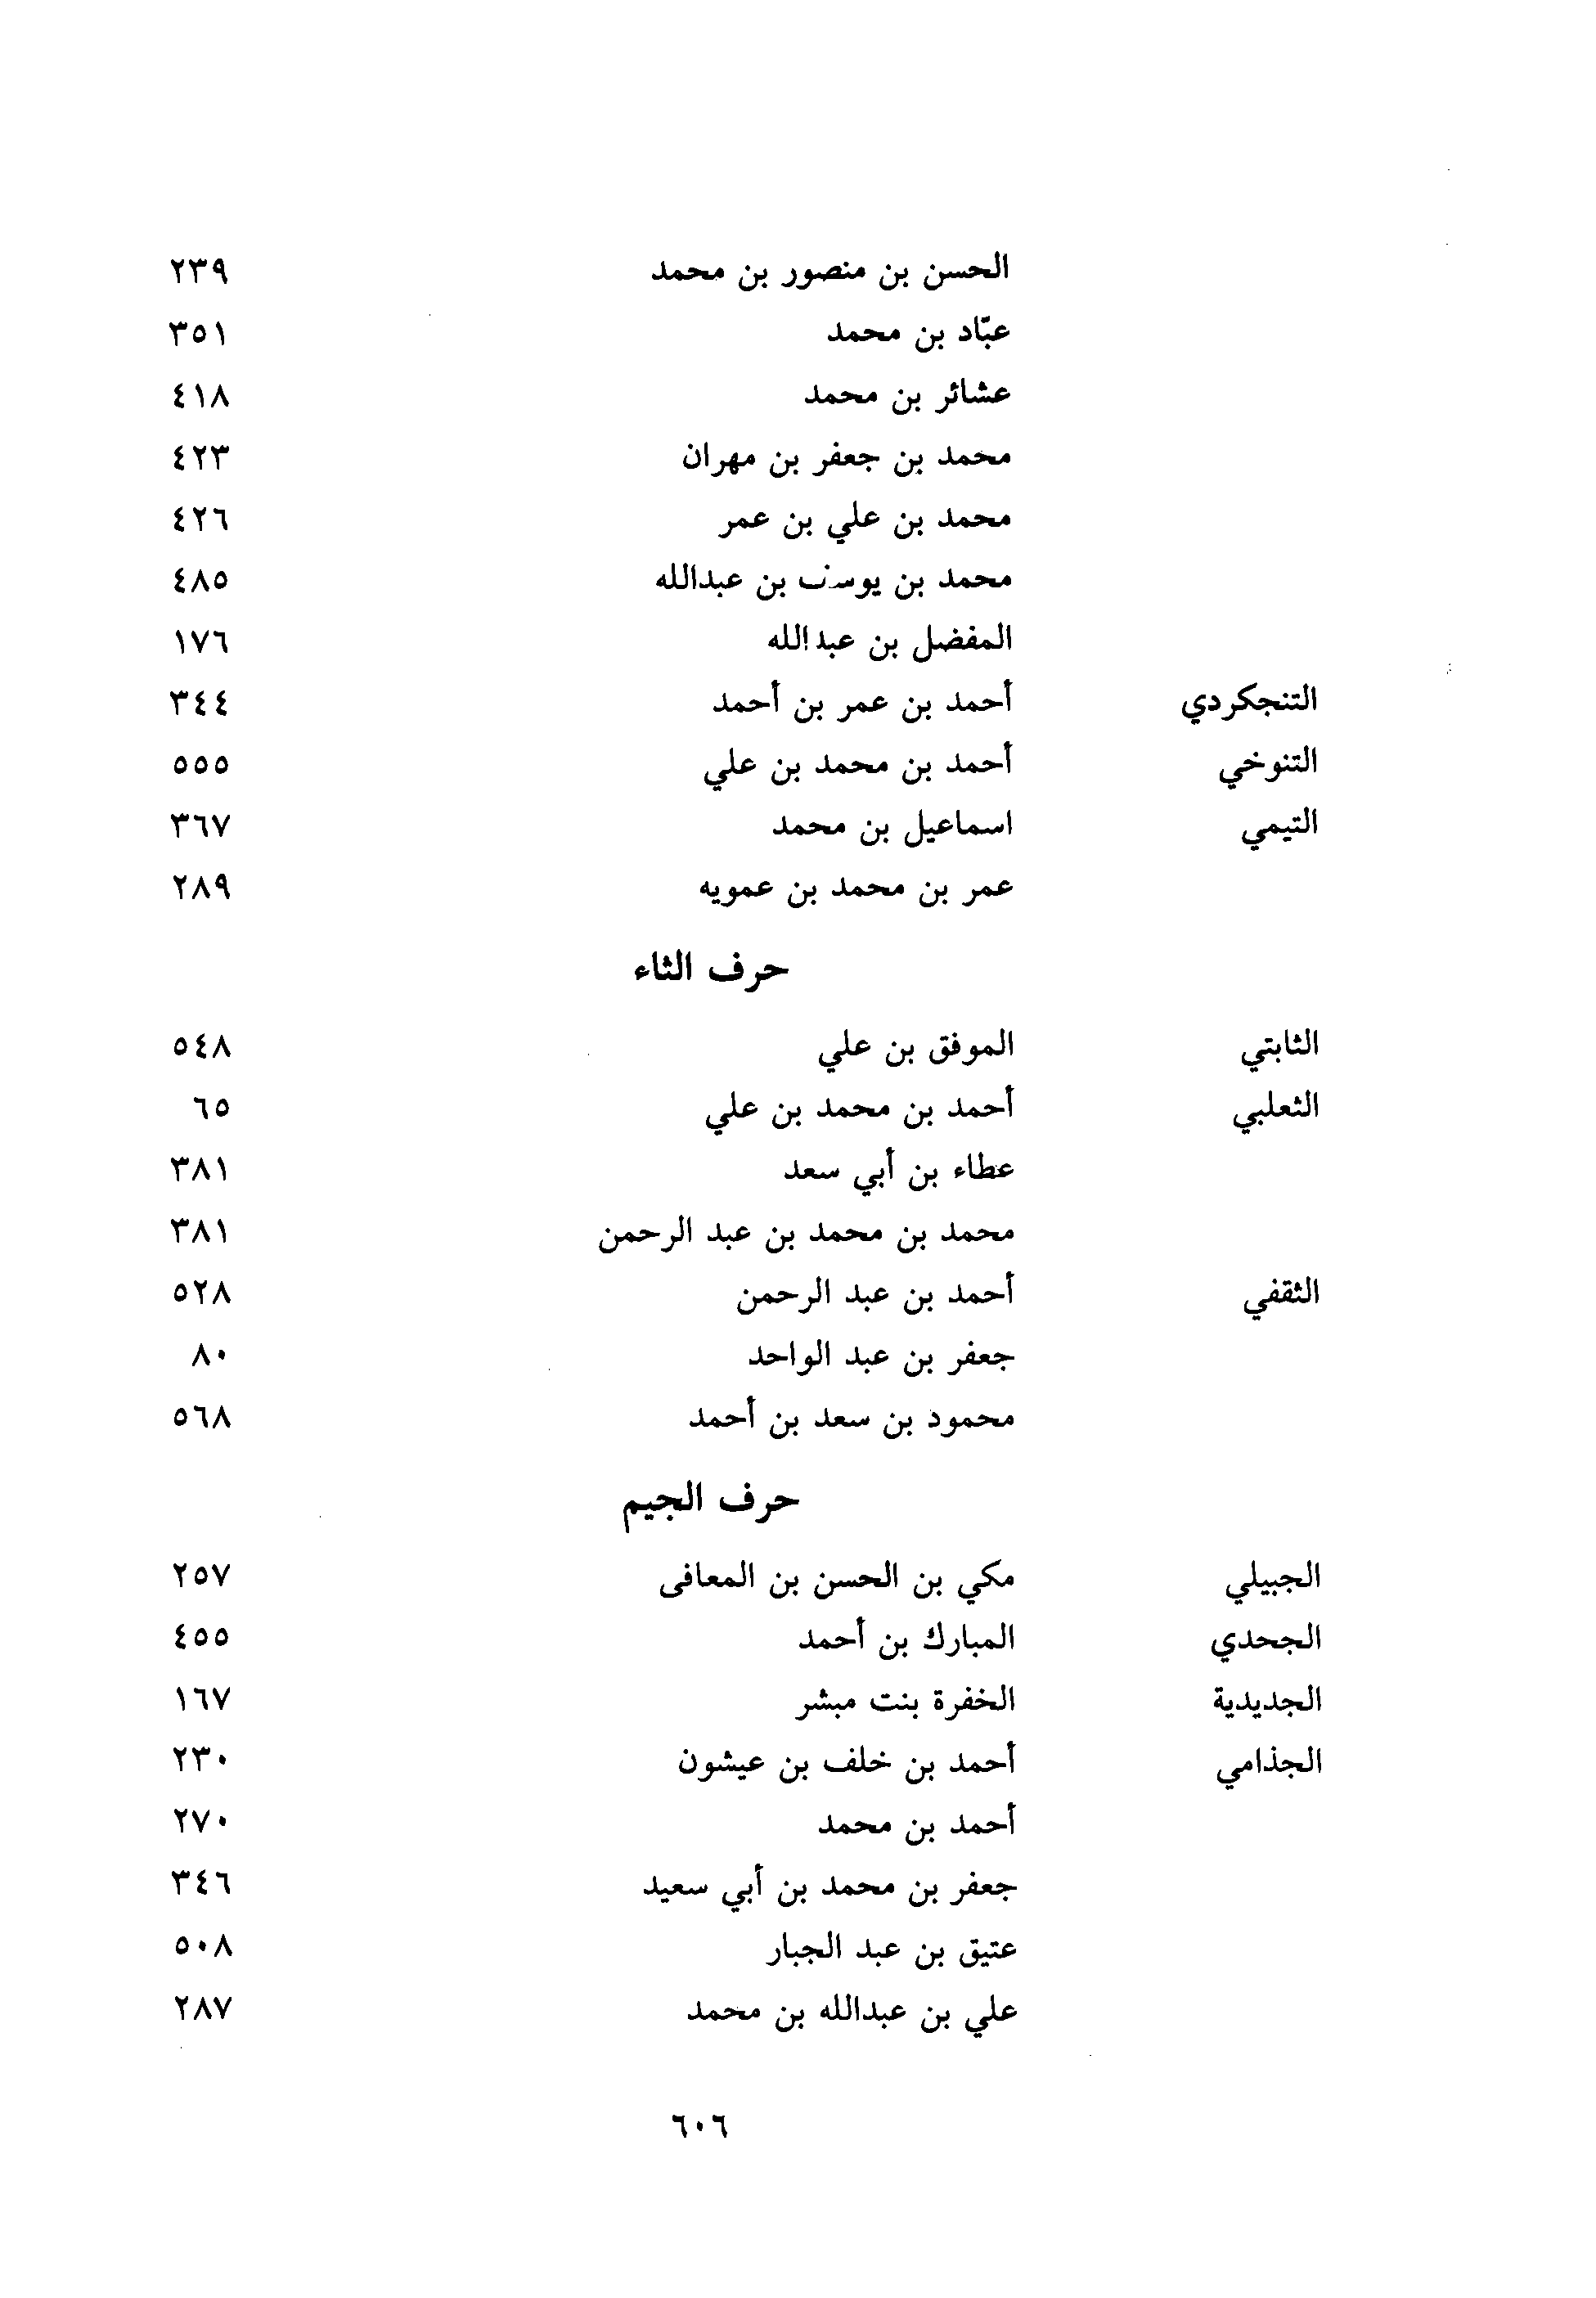 الحسن بن منصور بن محمد ٢٣٩
عبّاد بن محمد ٣٥١
عشائر بن محمد ٤١٨
محمد بن جعفر بن مهران ٤٢٣
محمد بن علي بن عمر ٤٢٦
محمد بن يوسف بن عبدالله ٤٨٥
المفضل بن عبدالله ١٧٦
التنجكردي أحمد بن عمر بن أحمد ٣٤٤
التنوخي أحمد بن محمد بن علي ٥٥٥
التيمي اسماعيل بن محمد ٣٦٧
عمر بن محمد بن عمويه ٢٨٩
حرف الثاء
الثابتي الموفق بن علي ٥٤٨
الثعلبي أحمد بن محمد بن علي ٦٥
عطاء بن أبي سعد ٣٨١
محمد بن محمد بن عبد الرحمن ٣٨١
الثقفي أحمد بن عبد الرحمن ٥٢٨
جعفر بن عبد الواحد ٨٠
محمود بن سعد بن أحمد ٥٦٨
حرف الجيم
الجبيلي مكي بن الحسن بن المعافى ٢٥٧
الجحدي المبارك بن أحمد ٤٥٥
الجديدية الخفرة بنت مبشر ١٦٧
الجذامي أحمد بن خلف بن عيشون ٢٣٠
أحمد بن محمد ٢٧٠
جعفر بن محمد بن أبي سعيد ٣٤٦
عتيق بن عبد الجبار ٥٠٨
علي بن عبدالله بن محمد ٢٨٧
٦٠٦